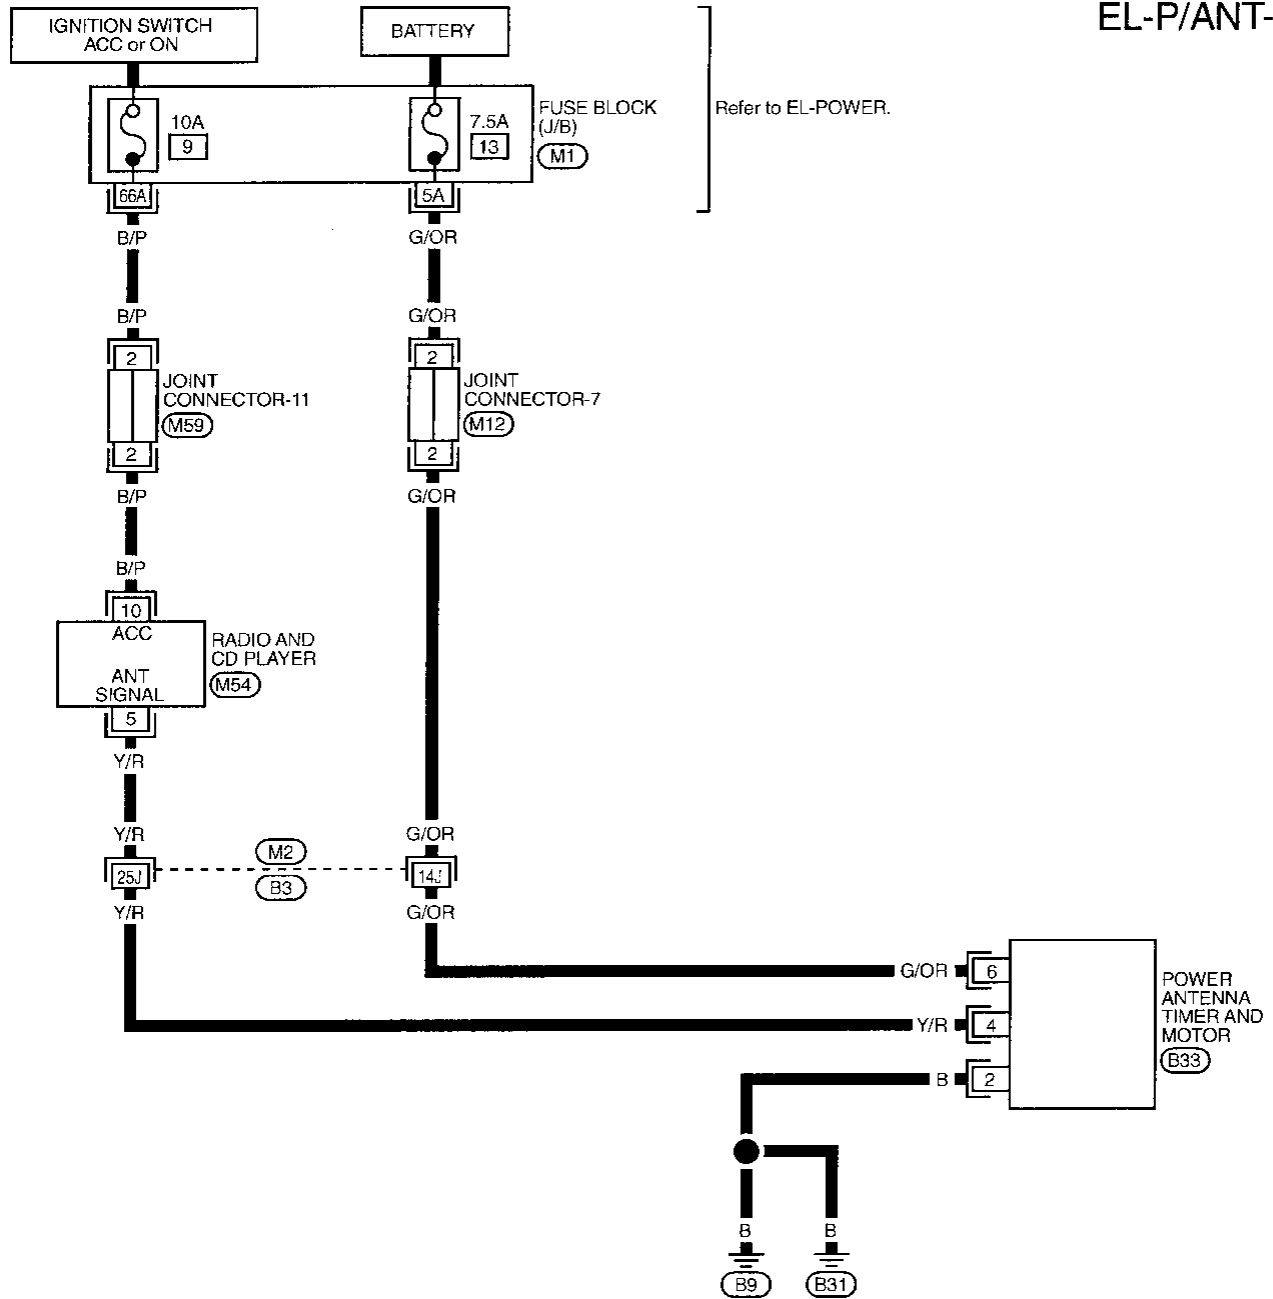 EL-P/ANT-
IGNITION SWITCH
ACC or ON
BATTERY
10A
9
7.5A
13
FUSE BLOCK
(J/B)
M1
Refer to EL-POWER.
66A
5A
B/P
G/OR
B/P
G/OR
2
2
JOINT
CONNECTOR-11
M59
JOINT
CONNECTOR-7
M12
2
2
B/P
G/OR
B/P
10
ACC
RADIO AND
CD PLAYER
M54
ANT
SIGNAL
5
Y/R
Y/R
G/OR
25J
M2
B3
14J
Y/R
G/OR
G/OR
6
Y/R
4
B
2
POWER
ANTENNA
TIMER AND
MOTOR
B33
B
B
B9
B31